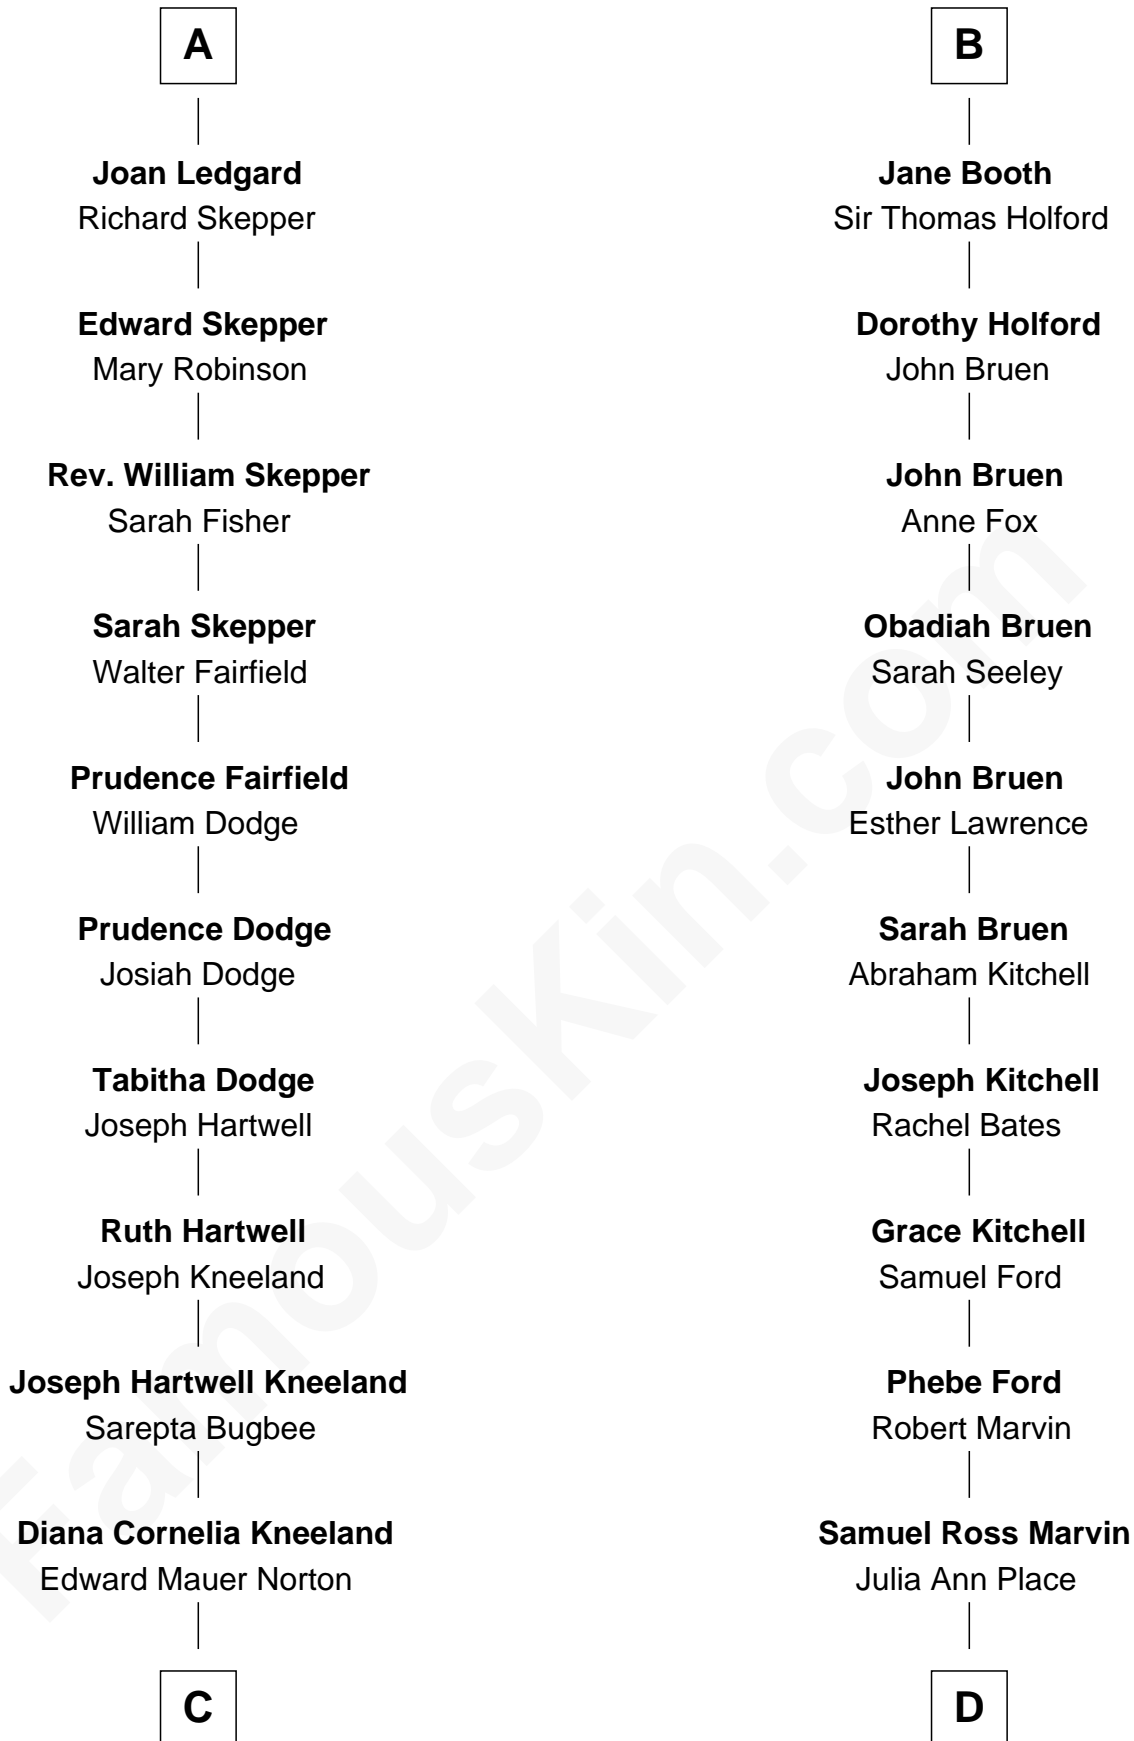 A
Joan Ledgard
Richard Skepper
Edward Skepper
Mary Robinson
Rev. William Skepper
Sarah Fisher
Sarah Skepper
Walter Fairfield
Prudence Fairfield
William Dodge
Prudence Dodge
Josiah Dodge
Tabitha Dodge
Joseph Hartwell
Ruth Hartwell
Joseph Kneeland
Joseph Hartwell Kneeland
Sarepta Bugbee
Diana Cornelia Kneeland
Edward Mauer Norton
C
B
Jane Booth
Sir Thomas Holford
Dorothy Holford
John Bruen
John Bruen
Anne Fox
Obadiah Bruen
Sarah Seeley
John Bruen
Esther Lawrence
Sarah Bruen
Abraham Kitchell
Joseph Kitchell
Rachel Bates
Grace Kitchell
Samuel Ford
Phebe Ford
Robert Marvin
Samuel Ross Marvin
Julia Ann Place
D
FamousKin.com